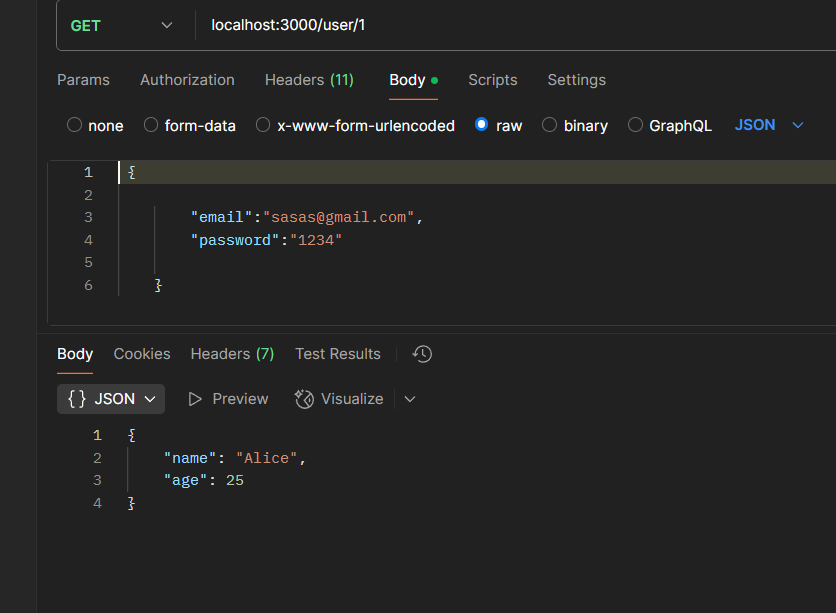 GET localhost:3000/user/1
Params Authorization Headers (11) Body Scripts Settings
none form-data x-www-form-urlencoded raw binary GraphQL JSON
1 {
2
3 "email":"sasas@gmail.com",
4 "password":"1234"
5
6 }
Body Cookies Headers (7) Test Results
{} JSON Preview Visualize
1 {
2 "name": "Alice",
3 "age": 25
4 }